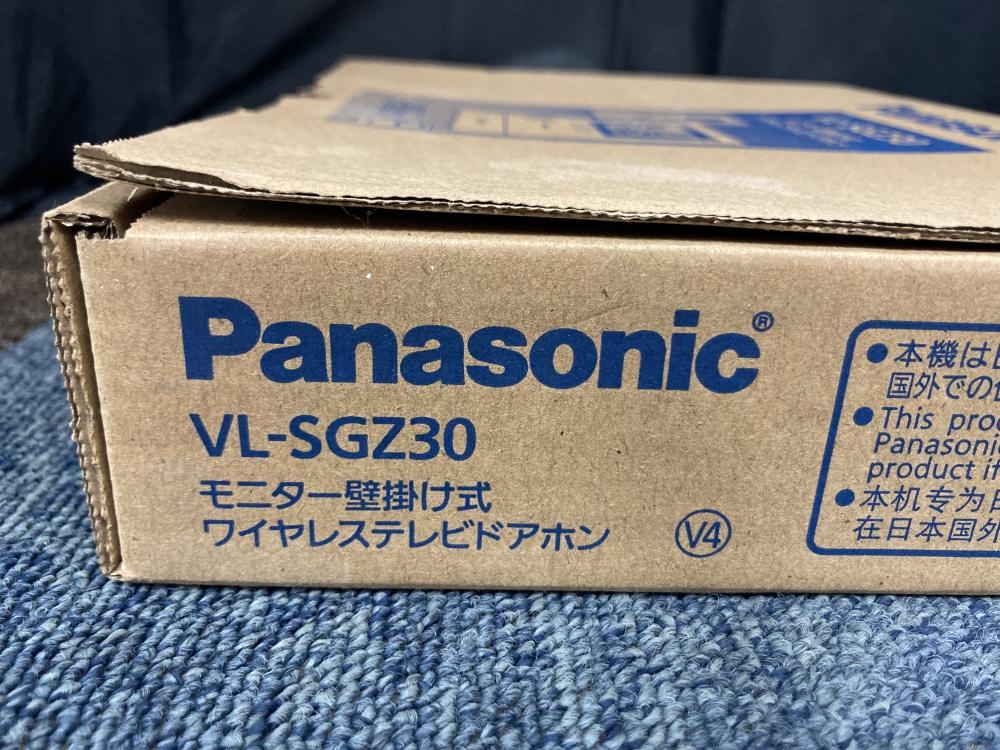 Panasonic®
VL-SGZ30
モニター壁掛け式
ワイヤレステレビドアホン
V4
●本機は
国外での
●This
Panasonic
product if
●本机专为
在日本国外